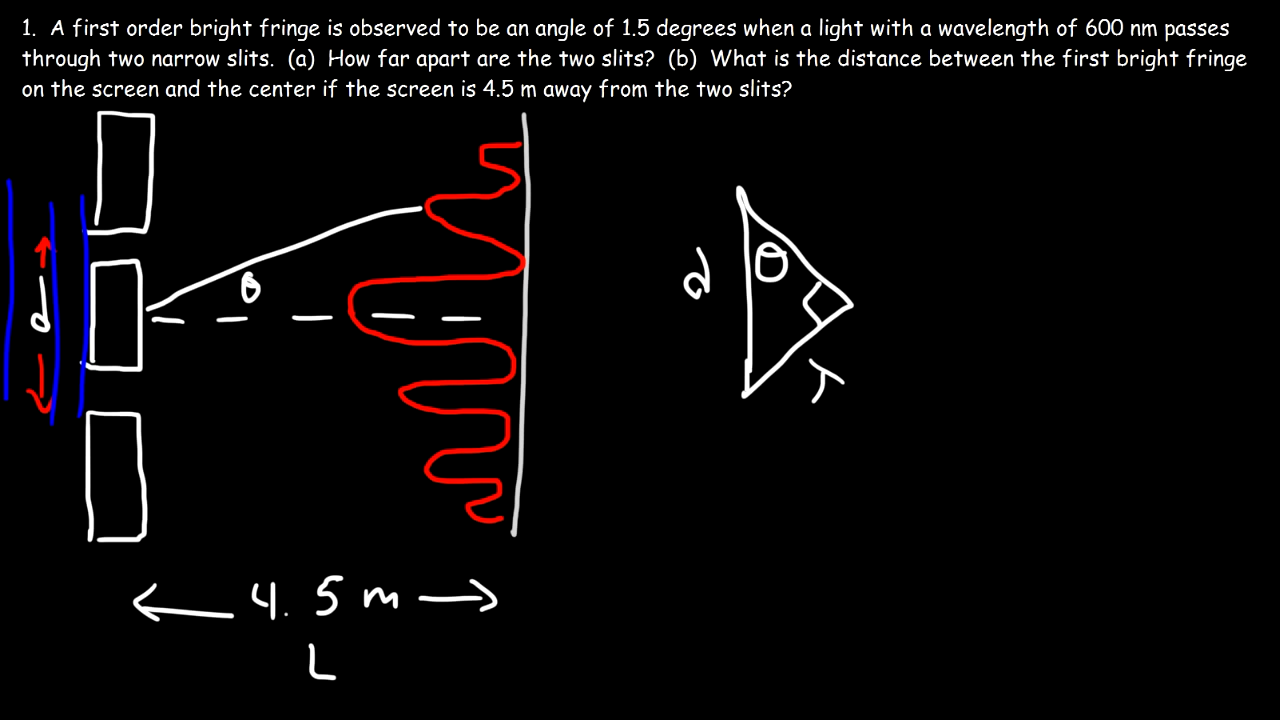 1. A first order bright fringe is observed to be an angle of 1.5 degrees when a light with a wavelength of 600 nm passes
through two narrow slits. (a) How far apart are the two slits? (b) What is the distance between the first bright fringe
on the screen and the center if the screen is 4.5 m away from the two slits?
θ
d
d
θ
4.5 m
L